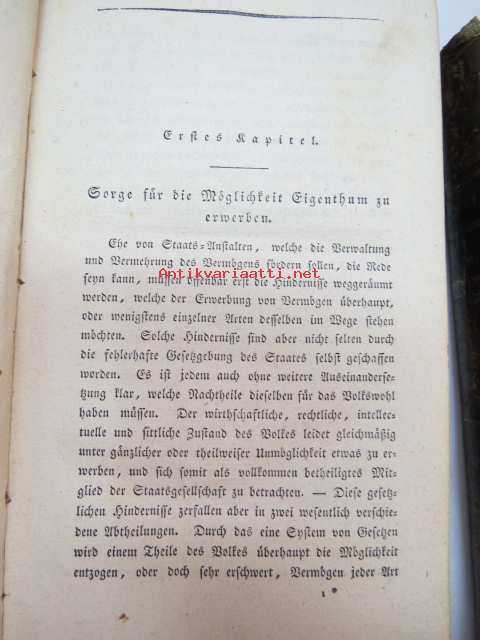 Erstes Kapitel.
Sorge für die Möglichkeit Eigenthum zu
erwerben.
Ehe von Staats-Anstalten, welche die Verwaltung
und Vermehrung des Vermögens fördern sollen, die Rede
Antikvariaatti.net
seyn kann, müssen offenbar erst die Hindernisse weggeräumt
werden, welche der Erwerbung von Vermögen überhaupt,
oder wenigstens einzelner Arten desselben im Wege stehen
möchten. Solche Hindernisse sind aber nicht selten durch
die fehlerhafte Gesetzgebung des Staates selbst geschaffen
worden. Es ist jedem auch ohne weitere Auseinanderse-
tzung klar, welche Nachtheile dieselben für das Volkswohl
haben müssen. Der wirthschaftliche, rechtliche, intellec-
tuelle und sittliche Zustand des Volkes leidet gleichmäßig
unter gänzlicher oder theilweiser Unmöglichkeit etwas zu er-
werben, und sich somit als vollkommen betheiligtes Mit-
glied der Staatsgesellschaft zu betrachten. — Diese gesetz-
lichen Hindernisse zerfallen aber in zwei wesentlich verschie-
dene Abtheilungen. Durch das eine System von Gesetzen
wird einem Theile des Volkes überhaupt die Möglichkeit
entzogen, oder doch sehr erschwert, Vermögen jeder Art
1 *